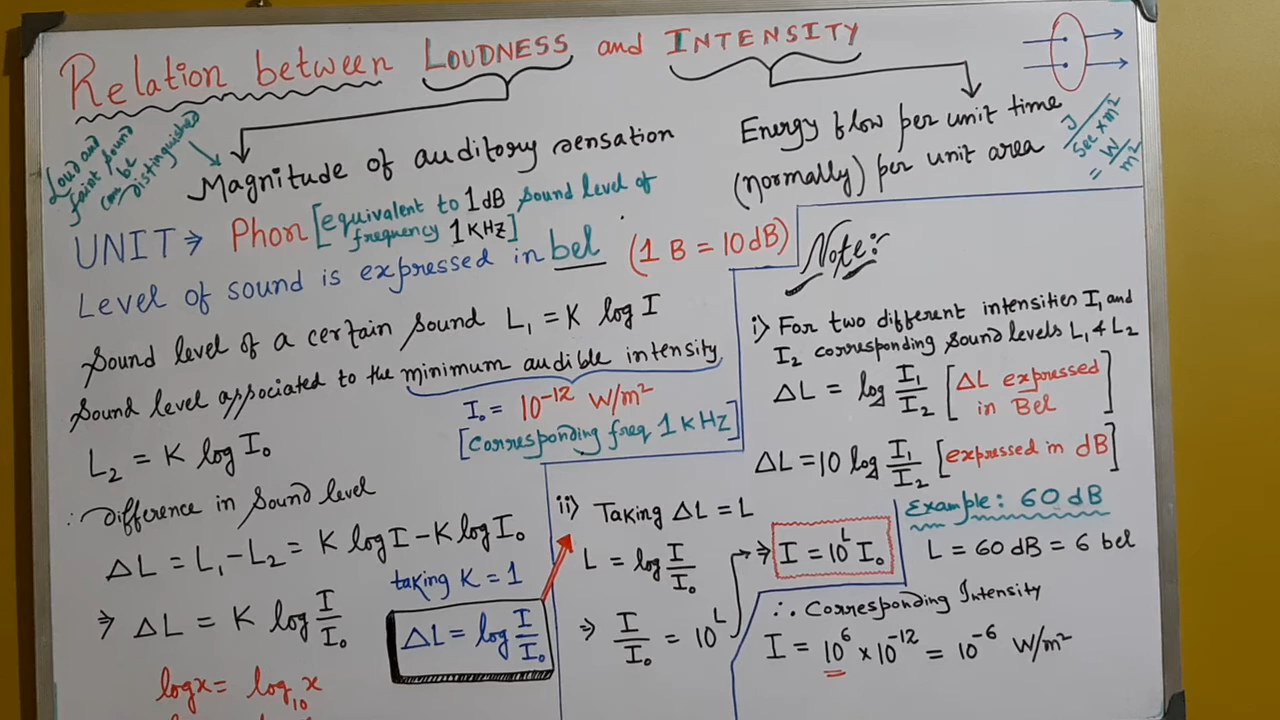 Relation between LOUDNESS and INTENSITY
Loud and
faint sound
can be
distinguished
Magnitude of auditory sensation
Energy flow per unit time
(normally) per unit area
J/sec×m²
= W/m²
UNIT ⇒ Phon [equivalent to 1dB sound level of
frequency 1KHz]
Level of sound is expressed in bel (1 B = 10 dB)
Sound level of a certain sound L₁ = K log I
Sound level associated to the minimum audible intensity
I₀ = 10⁻¹² W/m²
[Corresponding freq 1KHz]
L₂ = K log I₀
∴ Difference in sound level
ΔL = L₁ - L₂ = K log I - K log I₀
⇒ ΔL = K log I/I₀
taking K = 1
ΔL = log I/I₀
log x = log₁₀ x
Note:
i) For two different intensities I₁ and
I₂ corresponding sound levels L₁ & L₂
ΔL = log I₁/I₂ [ΔL expressed
in Bel]
ΔL = 10 log I₁/I₂ [expressed in dB]
ii) Taking ΔL = L
L = log I/I₀
⇒ I/I₀ = 10ᴸ
⇒ I = 10ᴸ I₀
Example: 60 dB
L = 60 dB = 6 bel
∴ Corresponding Intensity
I = 10⁶ × 10⁻¹² = 10⁻⁶ W/m²